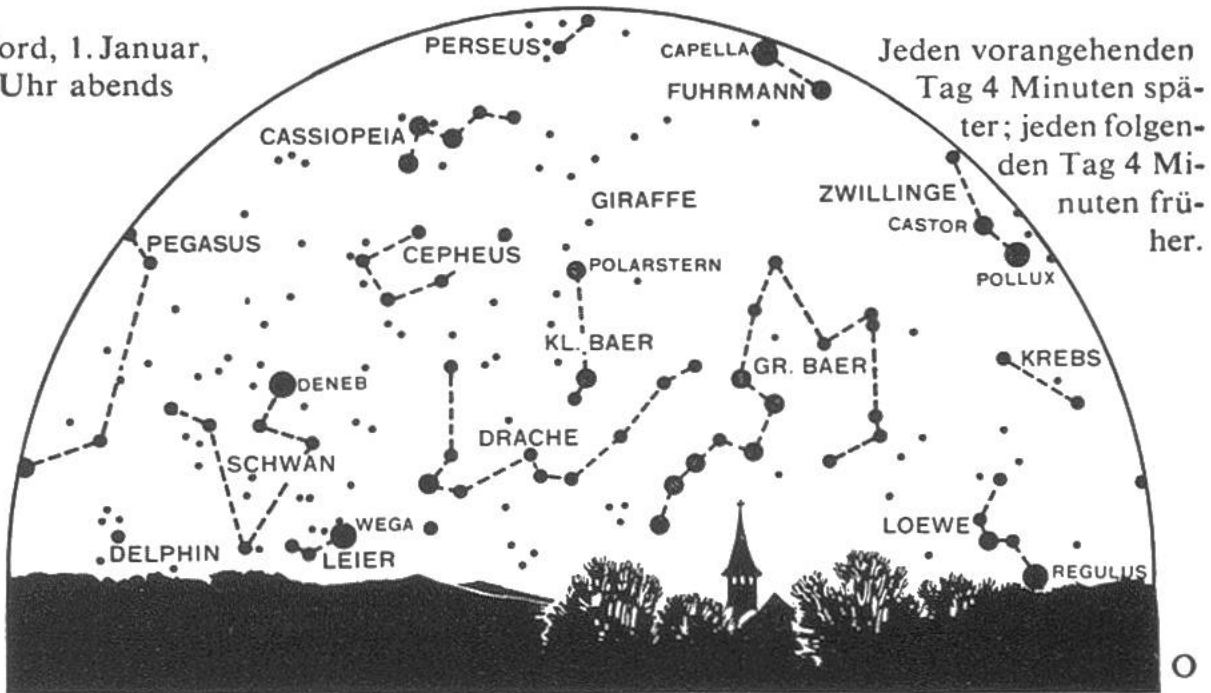 ord, 1. Januar,
Uhr abends
Jeden vorangehenden
Tag 4 Minuten spä-
ter; jeden folgen-
den Tag 4 Mi-
nuten frü-
her.
PERSEUS
CAPELLA
FUHRMANN
CASSIOPEIA
GIRAFFE
ZWILLINGE
CASTOR
POLLUX
PEGASUS
CEPHEUS
POLARSTERN
KL. BAER
GR. BAER
KREBS
DENEB
DRACHE
SCHWAN
WEGA
LOEWE
DELPHIN
LEIER
REGULUS
O